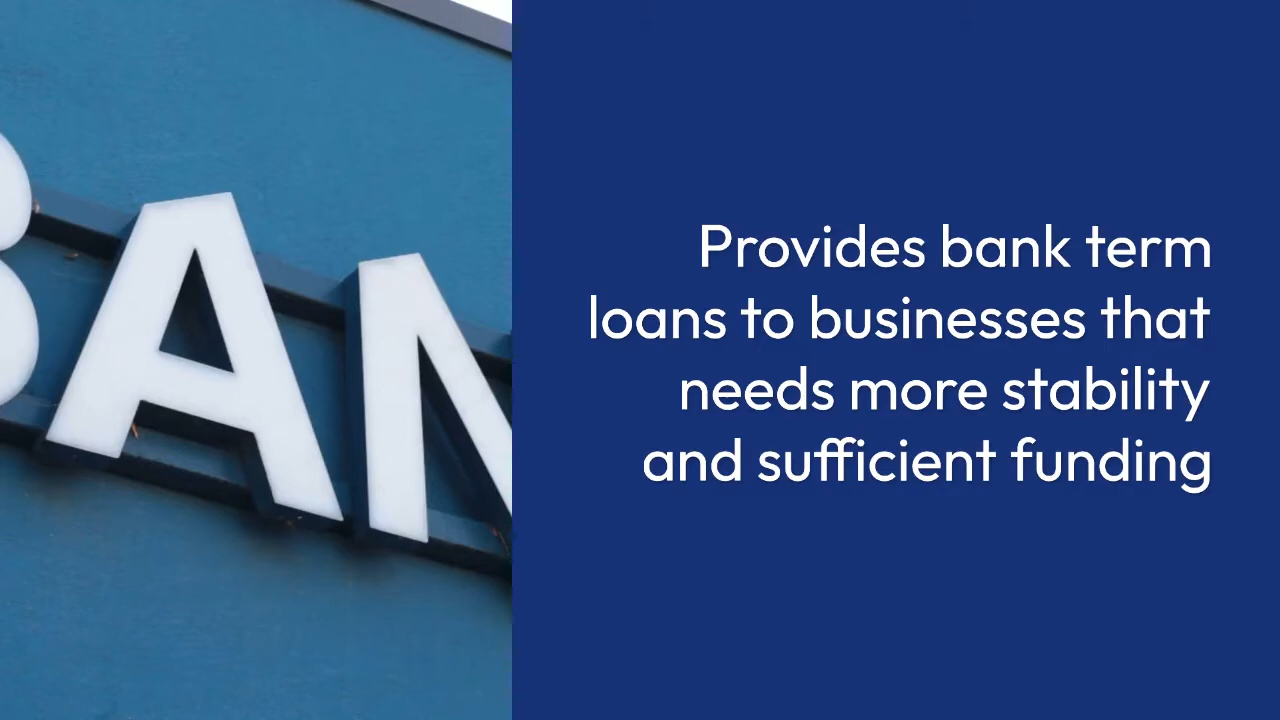 BAN
Provides bank term
loans to businesses that
needs more stability
and sufficient funding